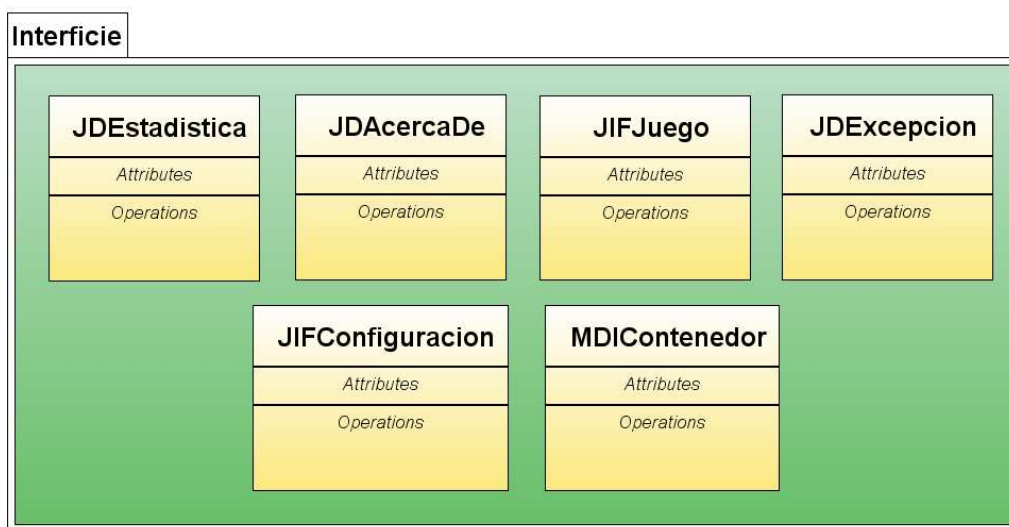 Interficie
JDEstadistica
Attributes
Operations
JDAcercaDe
Attributes
Operations
JIFJuego
Attributes
Operations
JDExcepcion
Attributes
Operations
JIFConfiguracion
Attributes
Operations
MDIContenedor
Attributes
Operations